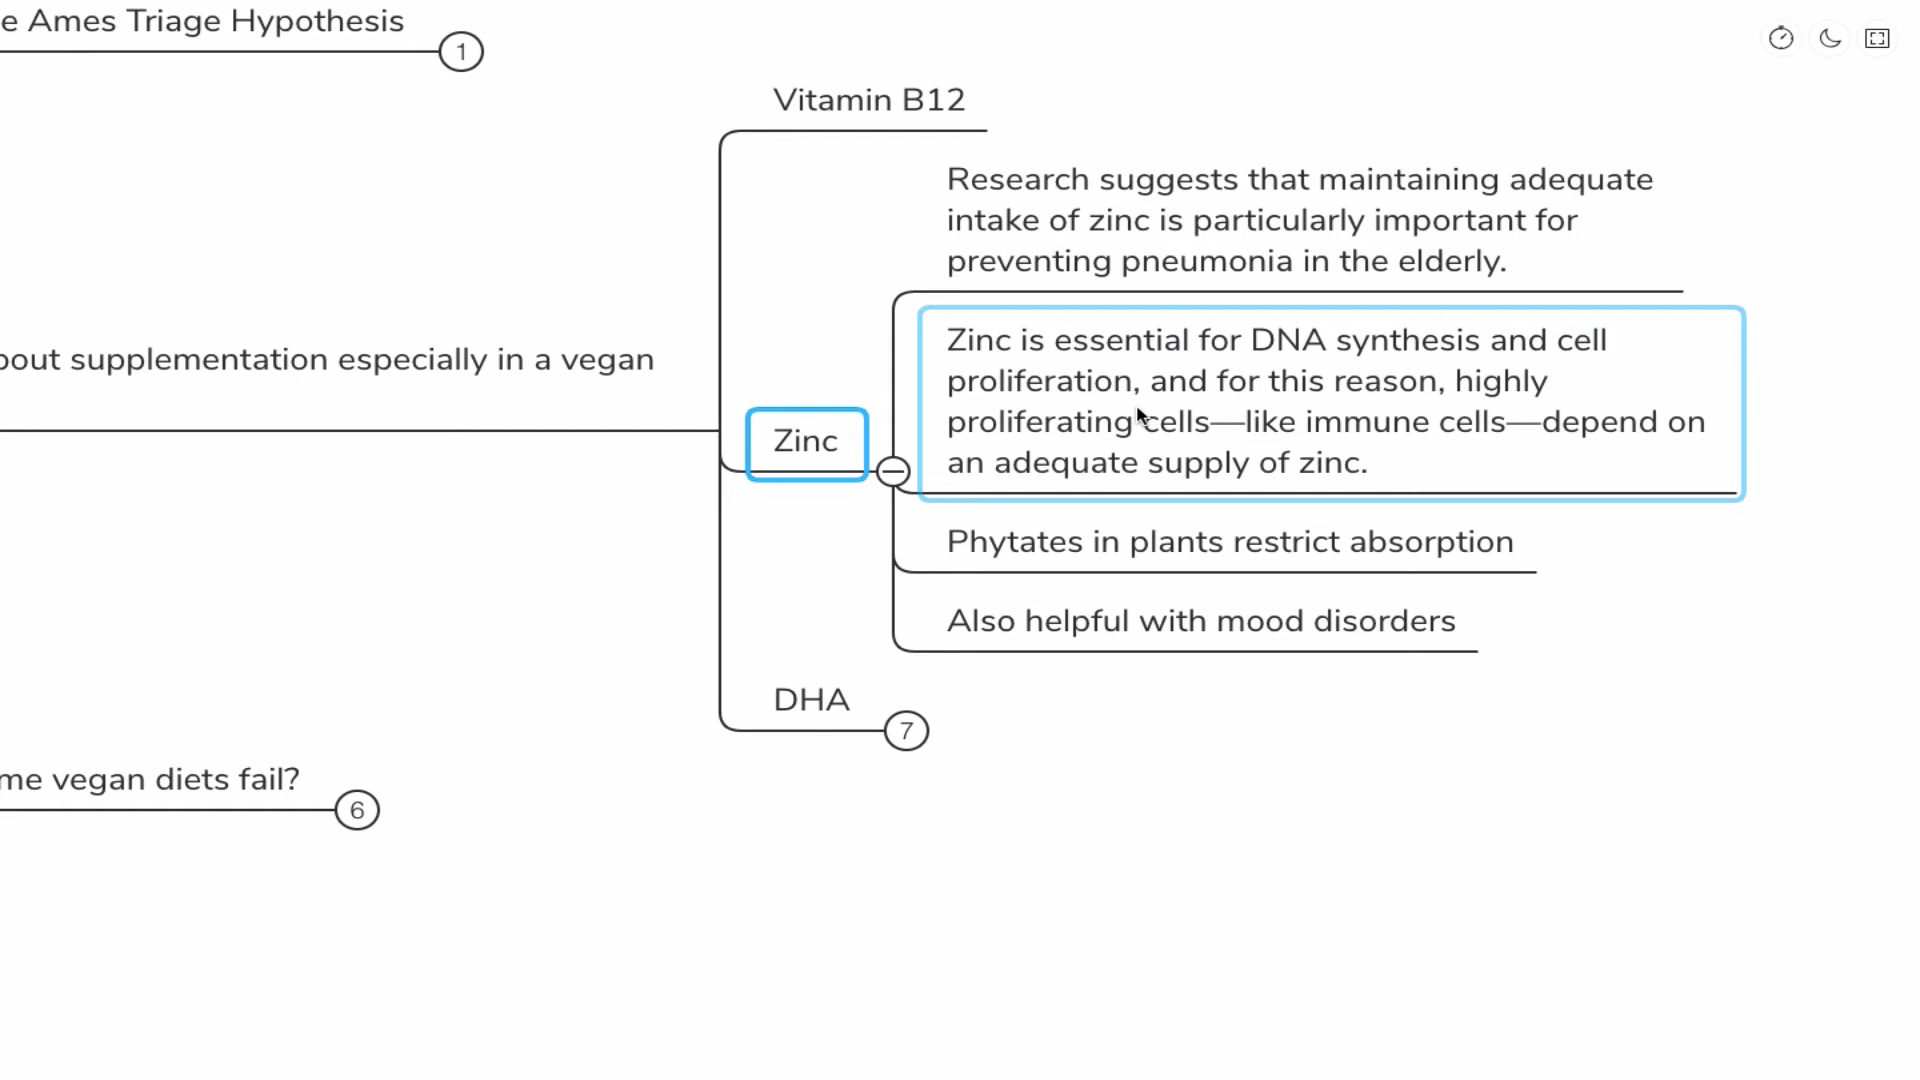 e Ames Triage Hypothesis
1
Vitamin B12
Research suggests that maintaining adequate
intake of zinc is particularly important for
preventing pneumonia in the elderly.
bout supplementation especially in a vegan
Zinc
Zinc is essential for DNA synthesis and cell
proliferation, and for this reason, highly
proliferating cells—like immune cells—depend on
an adequate supply of zinc.
Phytates in plants restrict absorption
Also helpful with mood disorders
DHA
7
me vegan diets fail?
6